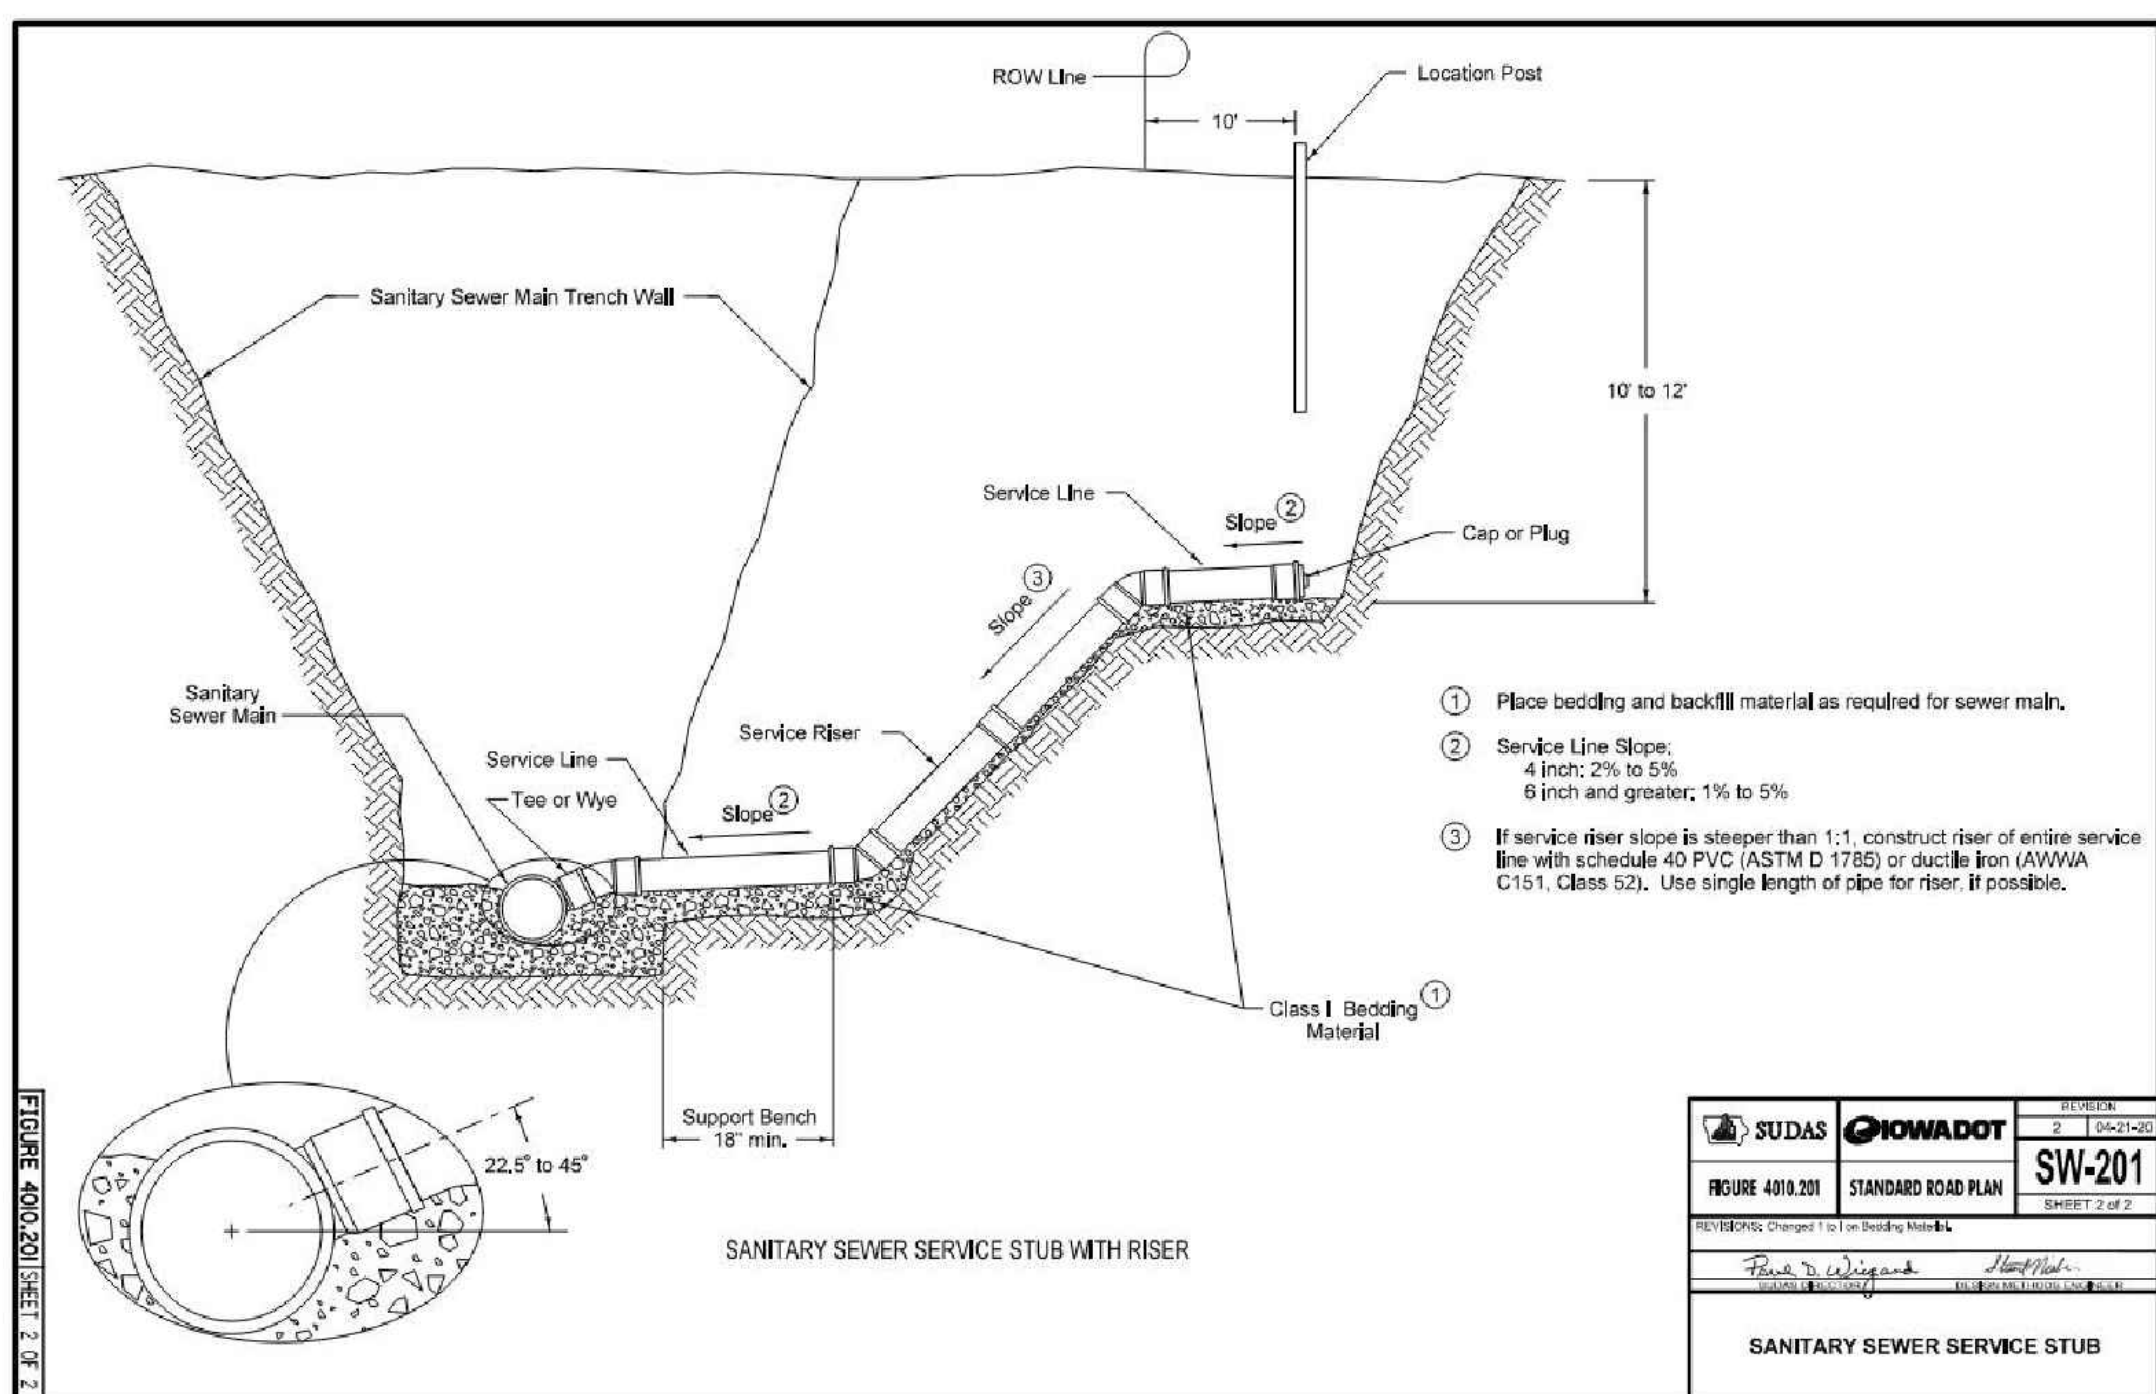 ROW Line
Location Post
10'
Sanitary Sewer Main Trench Wall
10' to 12'
Service Line
Slope 2
Cap or Plug
Slope 3
Sanitary
Sewer Main
Service Line
Service Riser
Tee or Wye
Slope 2
1 Place bedding and backfill material as required for sewer main.
2 Service Line Slope:
4 inch: 2% to 5%
6 inch and greater: 1% to 5%
3 If service riser slope is steeper than 1:1, construct riser of entire service
line with schedule 40 PVC (ASTM D 1785) or ductile iron (AWWA
C151, Class 52). Use single length of pipe for riser, if possible.
Class I Bedding 1
Material
Support Bench
18" min.
22.5° to 45°
SANITARY SEWER SERVICE STUB WITH RISER
FIGURE 4010.201 SHEET 2 OF 2
SUDAS
IOWADOT
REVISION
2 04-21-20
FIGURE 4010.201
STANDARD ROAD PLAN
SW-201
SHEET 2 of 2
REVISIONS: Changed 1 to I on Bedding Material.
Paul D. Wiegand
SUDAS DIRECTOR
DESIGN METHODS ENGINEER
SANITARY SEWER SERVICE STUB